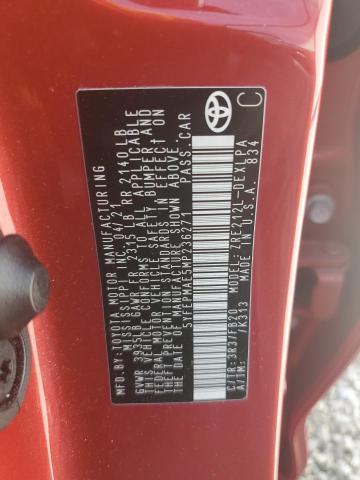 MFD. BY: TOYOTA MOTOR MANUFACTURING
MISSISSIPPI INC. 04/21
GVWR 3935LB GAWR FR 2315LB RR 2140LB
THIS VEHICLE CONFORMS TO ALL APPLICABLE
FEDERAL MOTOR VEHICLE SAFETY BUMPER, AND
THEFT PREVENTION STANDARDS IN EFFECT ON
THE DATE OF MANUFACTURE SHOWN ABOVE.
5YFEPMAE5MP236271 PASS.CAR
C/TR: 3U3/FB20 MODEL: ZRE212L-DEXLPA
A/TM: /K313 MADE IN U.S.A. 834
C